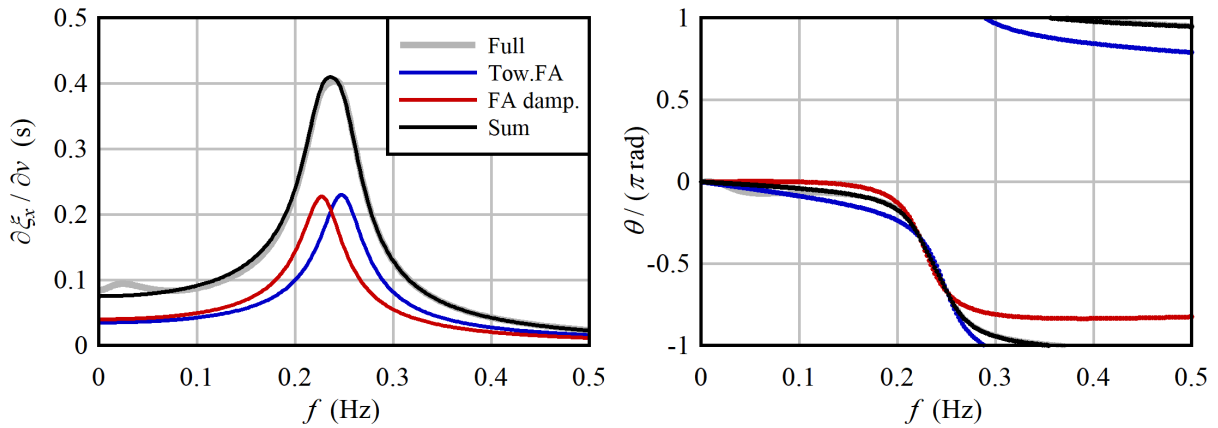 ∂ξsx / ∂v (s)
0.5
0.4
0.3
0.2
0.1
0
Full
Tow.FA
FA damp.
Sum
0 0.1 0.2 0.3 0.4 0.5
f (Hz)
θ / (π rad)
1
0.5
0
-0.5
-1
0 0.1 0.2 0.3 0.4 0.5
f (Hz)